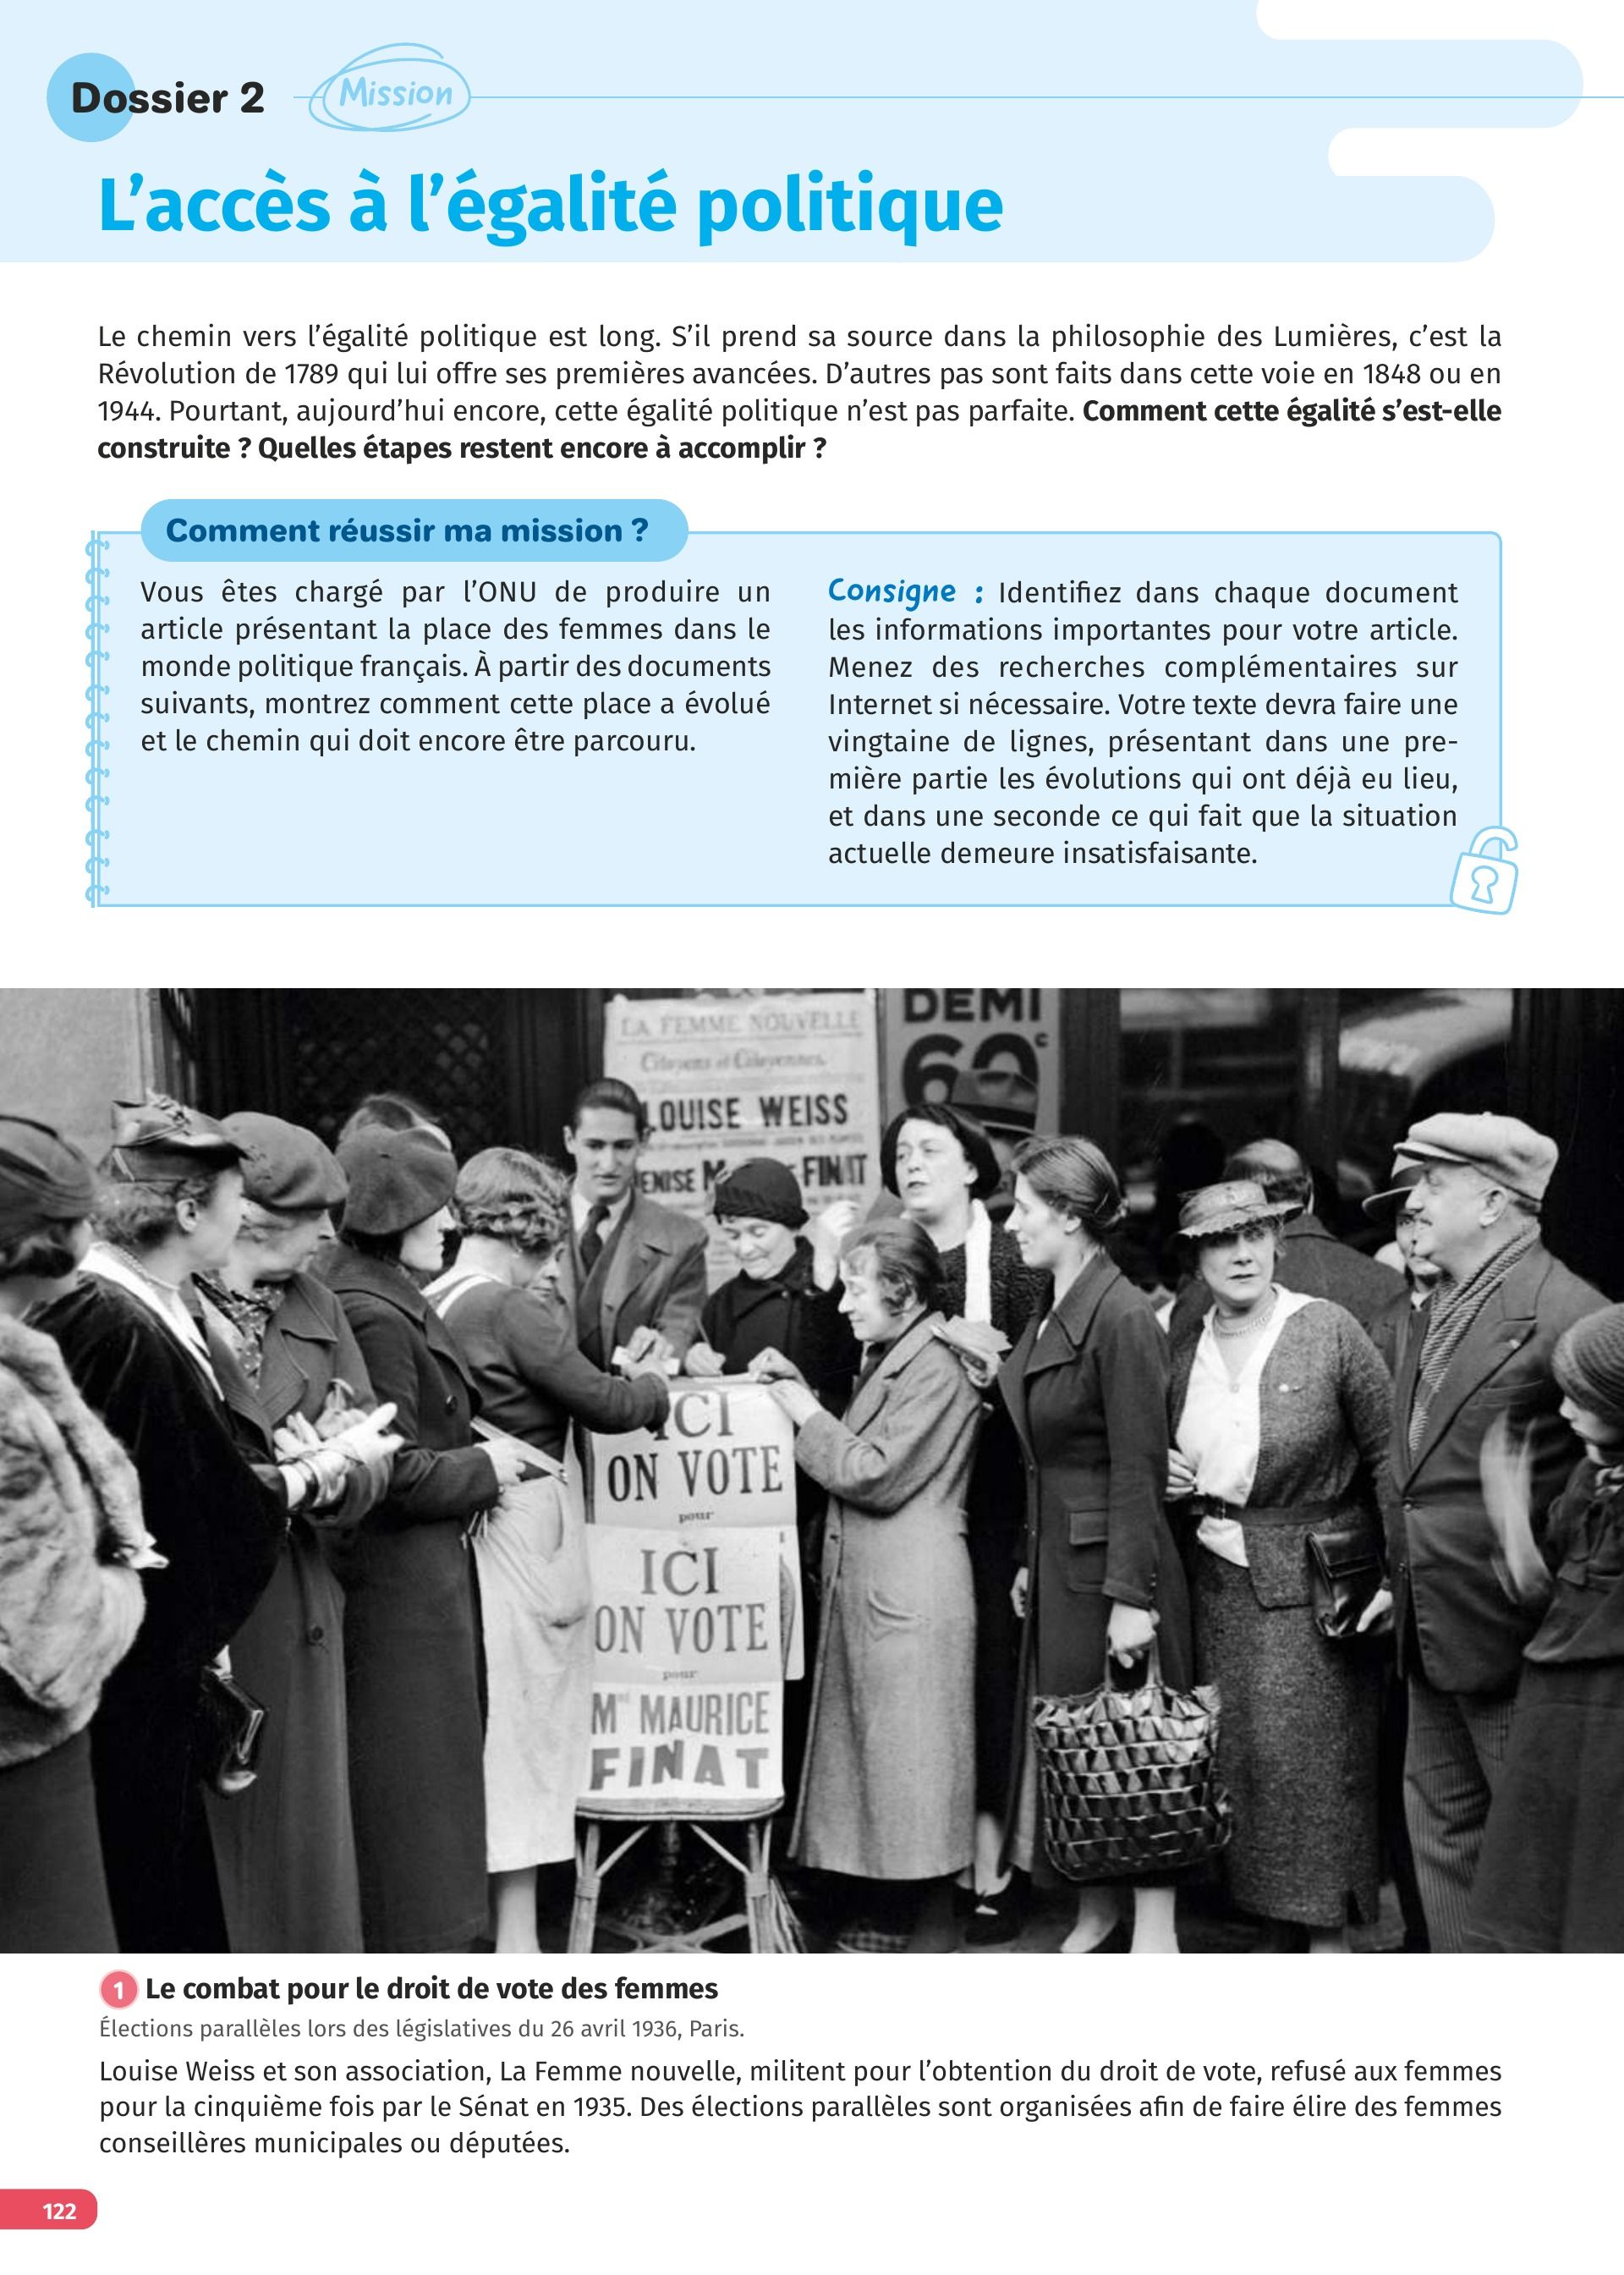 Dossier 2
Mission
L’accès à l’égalité politique
Le chemin vers l’égalité politique est long. S’il prend sa source dans la philosophie des Lumières, c’est la
Révolution de 1789 qui lui offre ses premières avancées. D’autres pas sont faits dans cette voie en 1848 ou en
1944. Pourtant, aujourd’hui encore, cette égalité politique n’est pas parfaite. Comment cette égalité s’est-elle
construite ? Quelles étapes restent encore à accomplir ?
Comment réussir ma mission ?
Vous êtes chargé par l’ONU de produire un
article présentant la place des femmes dans le
monde politique français. À partir des documents
suivants, montrez comment cette place a évolué
et le chemin qui doit encore être parcouru.
Consigne : Identifiez dans chaque document
les informations importantes pour votre article.
Menez des recherches complémentaires sur
Internet si nécessaire. Votre texte devra faire une
vingtaine de lignes, présentant dans une pre-
mière partie les évolutions qui ont déjà eu lieu,
et dans une seconde ce qui fait que la situation
actuelle demeure insatisfaisante.
LA FEMME NOUVELLE
Citoyens et Citoyennes
LOUISE WEISS
FINAT
DEMI
60c
ICI
ON VOTE
pour
ICI
ON VOTE
pour
Mme MAURICE
FINAT
1 Le combat pour le droit de vote des femmes
Élections parallèles lors des législatives du 26 avril 1936, Paris.
Louise Weiss et son association, La Femme nouvelle, militent pour l’obtention du droit de vote, refusé aux femmes
pour la cinquième fois par le Sénat en 1935. Des élections parallèles sont organisées afin de faire élire des femmes
conseillères municipales ou députées.
122